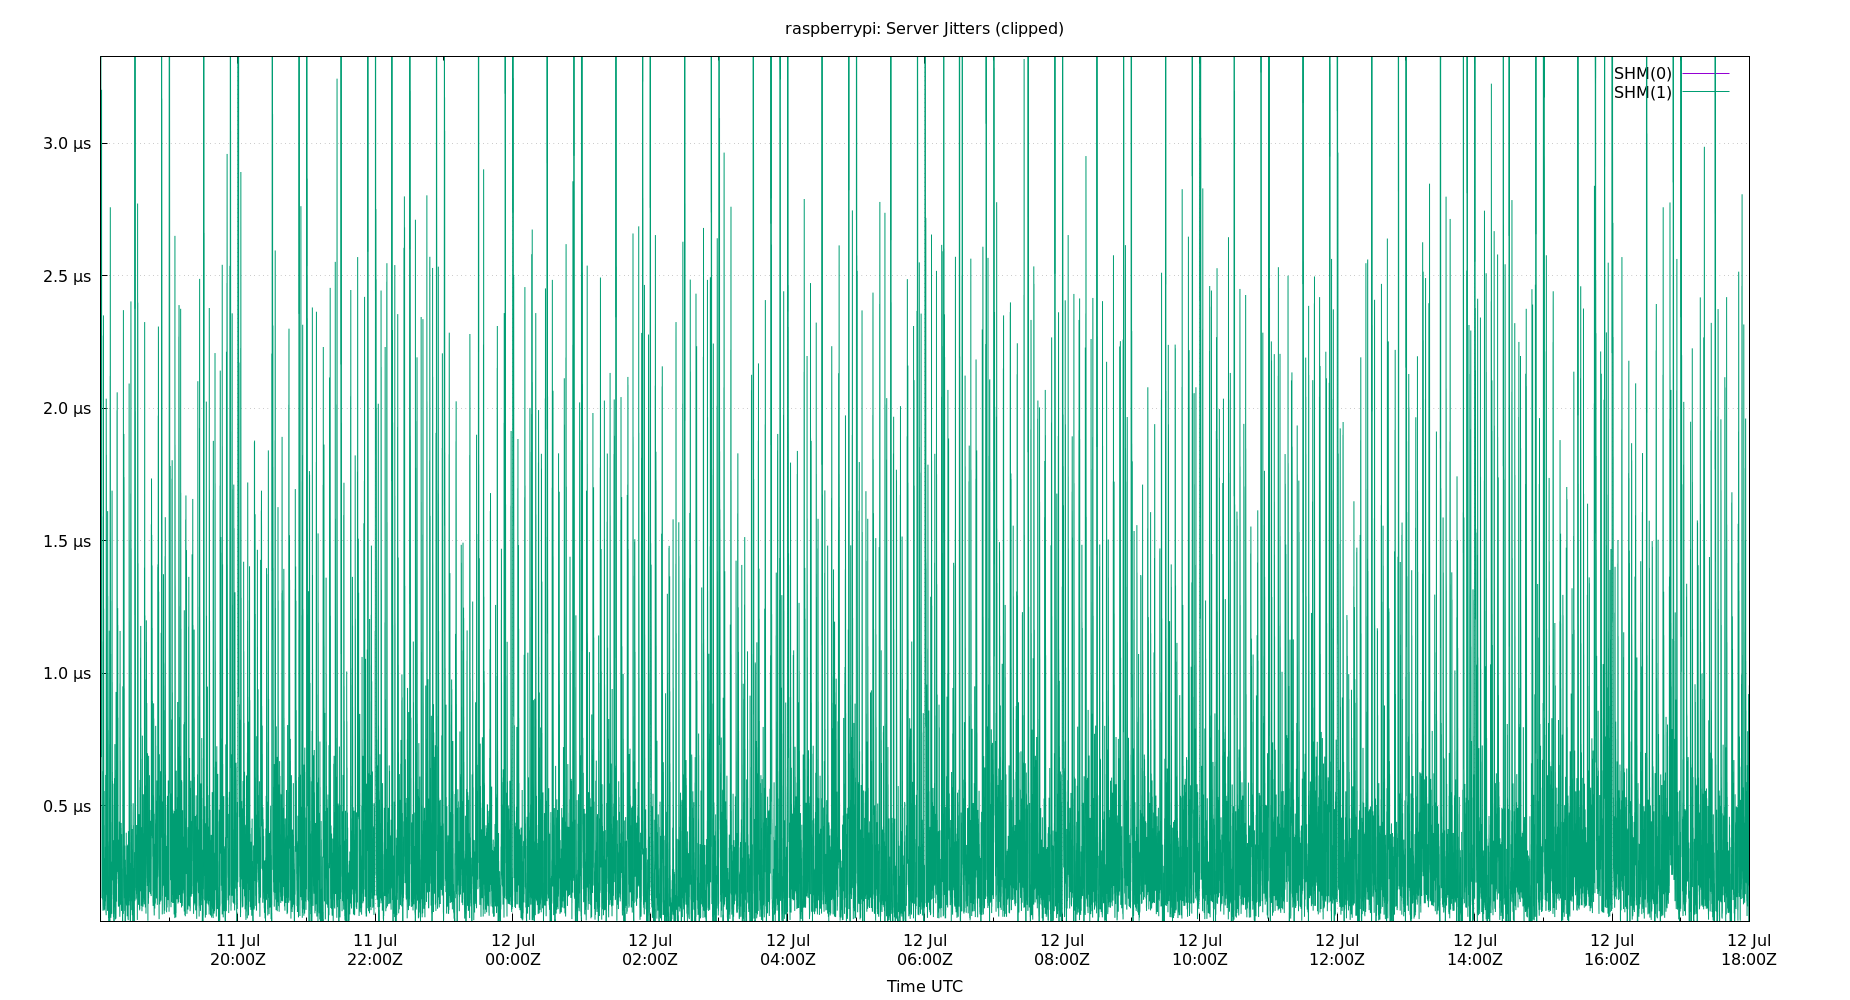 raspberrypi: Server Jitters (clipped)
SHM(0)
SHM(1)
3.0 µs
2.5 µs
2.0 µs
1.5 µs
1.0 µs
0.5 µs
11 Jul 11 Jul 12 Jul 12 Jul 12 Jul 12 Jul 12 Jul 12 Jul 12 Jul 12 Jul 12 Jul 12 Jul
20:00Z 22:00Z 00:00Z 02:00Z 04:00Z 06:00Z 08:00Z 10:00Z 12:00Z 14:00Z 16:00Z 18:00Z
Time UTC